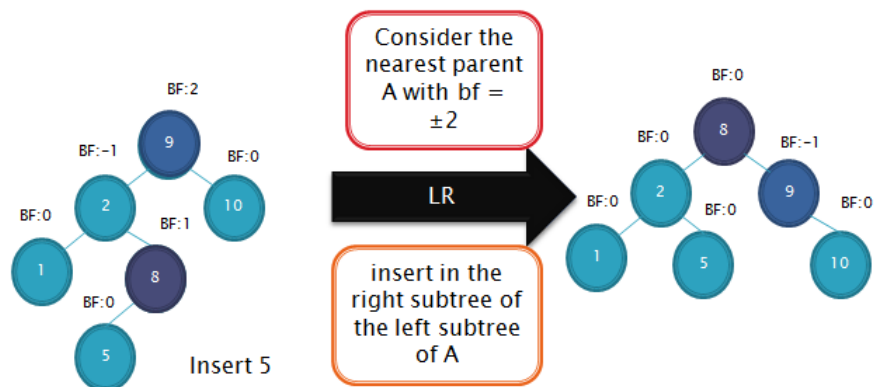 BF:2
9
BF:-1
BF:0
2
10
BF:0
BF:1
1
8
BF:0
5
Insert 5
Consider the
nearest parent
A with bf =
±2
LR
insert in the
right subtree of
the left subtree
of A
BF:0
8
BF:0
BF:-1
2
9
BF:0
BF:0
BF:0
1
5
10